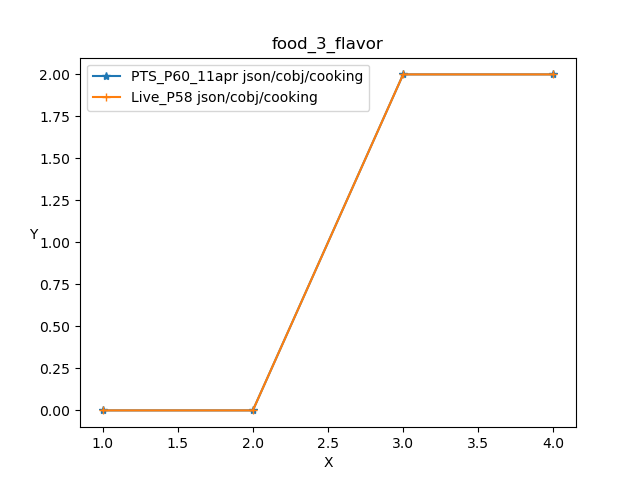 food_3_flavor
PTS_P60_11apr json/cobj/cooking
Live_P58 json/cobj/cooking
2.00
1.75
1.50
1.25
1.00
0.75
0.50
0.25
0.00
Y
1.0 1.5 2.0 2.5 3.0 3.5 4.0
X